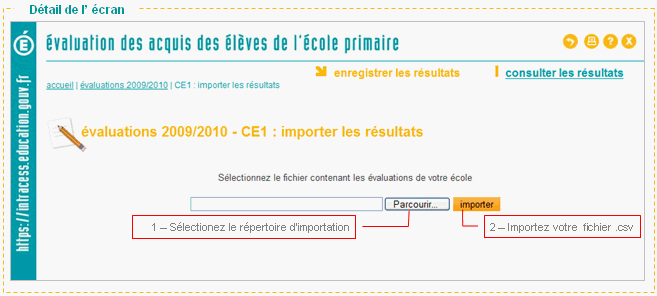 Détail de l' écran
évaluation des acquis des élèves de l'école primaire
enregistrer les résultats
consulter les résultats
accueil | évaluations 2009/2010 | CE1 : importer les résultats
évaluations 2009/2010 - CE1 : importer les résultats
Sélectionnez le fichier contenant les évaluations de votre école
Parcourir... importer
1 – Sélectionez le répertoire d'importation
2 – Importez votre fichier .csv
https://intracess.education.gouv.fr